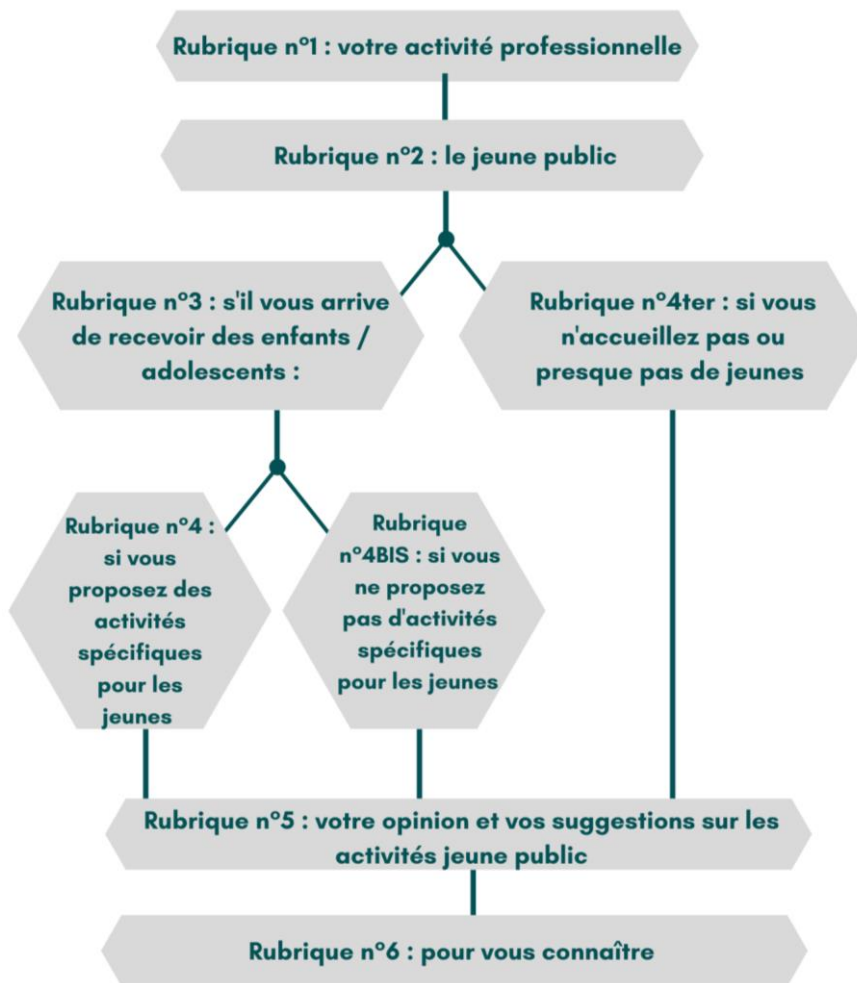 Rubrique n°1 : votre activité professionnelle
Rubrique n°2 : le jeune public
Rubrique n°3 : s'il vous arrive
de recevoir des enfants /
adolescents :
Rubrique n°4ter : si vous
n'accueillez pas ou
presque pas de jeunes
Rubrique n°4 :
si vous
proposez des
activités
spécifiques
pour les
jeunes
Rubrique
n°4BIS : si vous
ne proposez
pas d'activités
spécifiques
pour les jeunes
Rubrique n°5 : votre opinion et vos suggestions sur les
activités jeune public
Rubrique n°6 : pour vous connaître